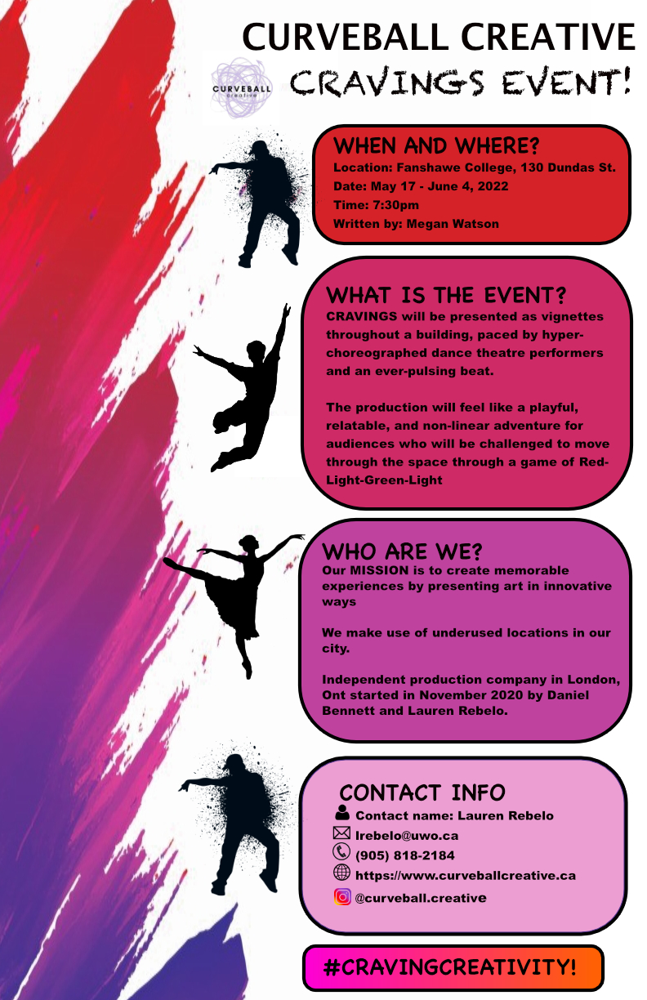 CURVEBALL CREATIVE
CRAVINGS EVENT!
CURVEBALL
creative
WHEN AND WHERE?
Location: Fanshawe College, 130 Dundas St.
Date: May 17 - June 4, 2022
Time: 7:30pm
Written by: Megan Watson
WHAT IS THE EVENT?
CRAVINGS will be presented as vignettes
throughout a building, paced by hyper-
choreographed dance theatre performers
and an ever-pulsing beat.
The production will feel like a playful,
relatable, and non-linear adventure for
audiences who will be challenged to move
through the space through a game of Red-
Light-Green-Light
WHO ARE WE?
Our MISSION is to create memorable
experiences by presenting art in innovative
ways
We make use of underused locations in our
city.
Independent production company in London,
Ont started in November 2020 by Daniel
Bennett and Lauren Rebelo.
CONTACT INFO
Contact name: Lauren Rebelo
lrebelo@uwo.ca
(905) 818-2184
https://www.curveballcreative.ca
@curveball.creative
#CRAVINGCREATIVITY!